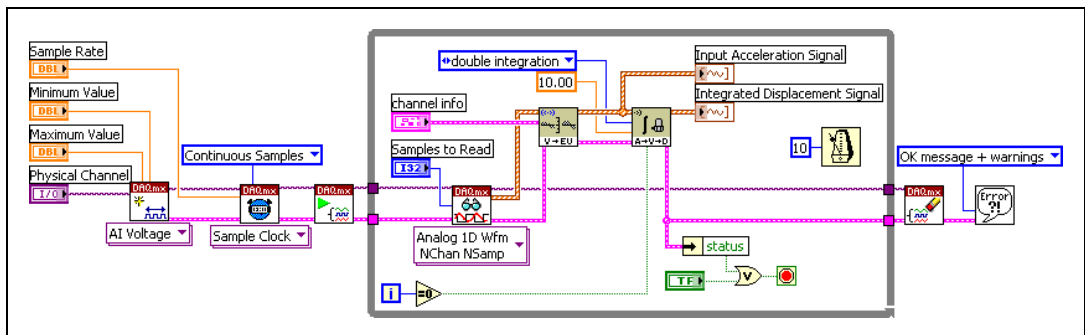 Sample Rate
DBL
Minimum Value
DBL
Maximum Value
DBL
Physical Channel
I/O
DAQmx
AI Voltage
Continuous Samples
DAQmx
Sample Clock
DAQmx
double integration
10.00
channel info
Samples to Read
I32
DAQmx
Analog 1D Wfm
NChan NSamp
V→EU
A→V→D
Input Acceleration Signal
Integrated Displacement Signal
10
status
TF
V
i
=0
OK message + warnings
DAQmx
Error
?!